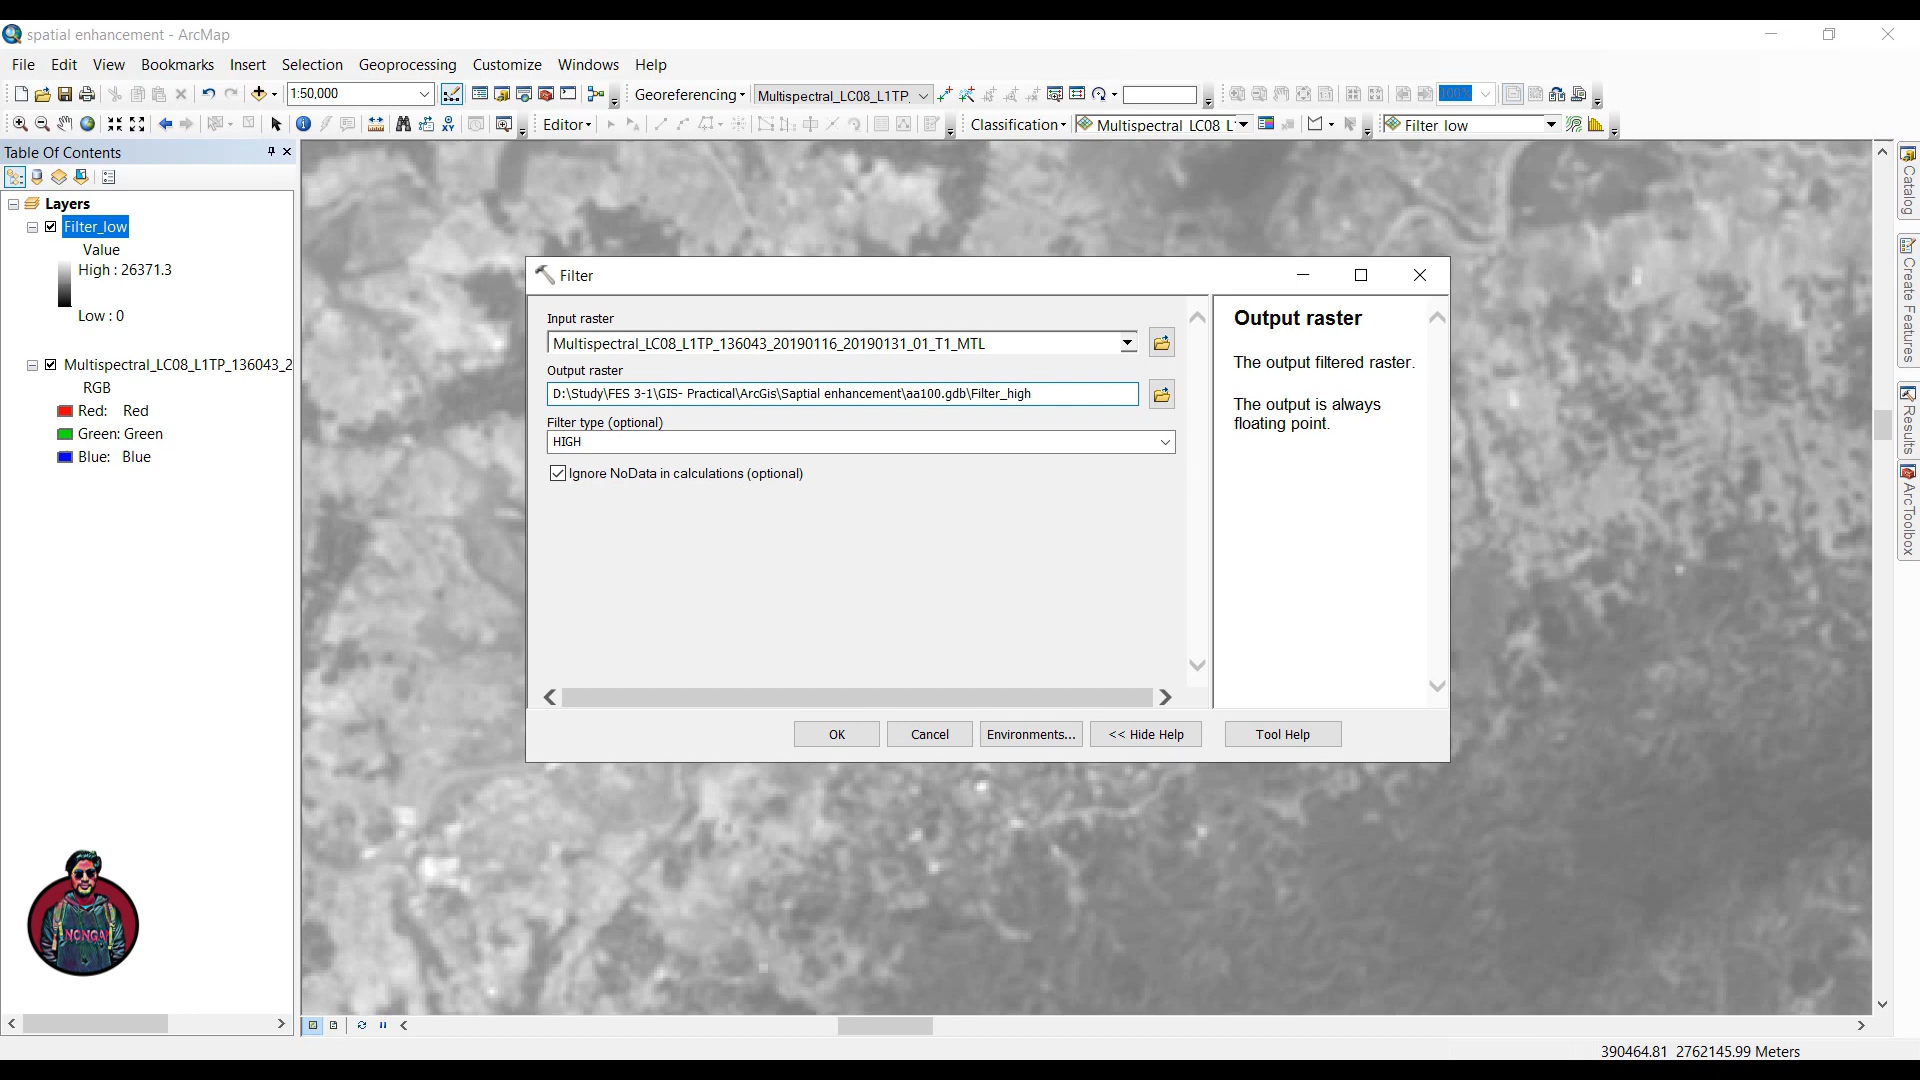 spatial enhancement - ArcMap
File Edit View Bookmarks Insert Selection Geoprocessing Customize Windows Help
1:50,000
Georeferencing
Multispectral_LC08_L1TP_
100%
Editor
Classification
Multispectral_LC08_L
Filter_low
Table Of Contents
Layers
Filter_low
Value
High : 26371.3
Low : 0
Multispectral_LC08_L1TP_136043_2
RGB
Red: Red
Green: Green
Blue: Blue
NONGAI
Filter
Input raster
Multispectral_LC08_L1TP_136043_20190116_20190131_01_T1_MTL
Output raster
D:\Study\FES 3-1\GIS- Practical\ArcGis\Saptial enhancement\aa100.gdb\Filter_high
Filter type (optional)
HIGH
Ignore NoData in calculations (optional)
OK
Cancel
Environments...
<< Hide Help
Tool Help
Output raster
The output filtered raster.
The output is always
floating point.
Catalog
Create Features
Results
ArcToolbox
390464.81 2762145.99 Meters